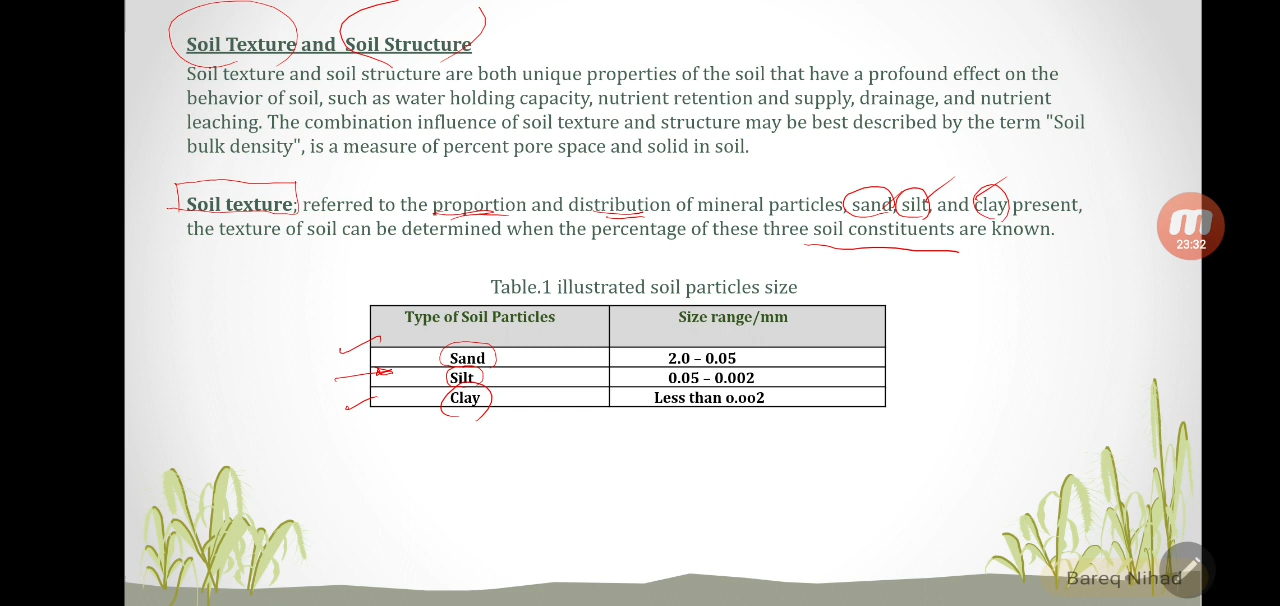 Soil Texture and Soil Structure
Soil texture and soil structure are both unique properties of the soil that have a profound effect on the
behavior of soil, such as water holding capacity, nutrient retention and supply, drainage, and nutrient
leaching. The combination influence of soil texture and structure may be best described by the term "Soil
bulk density", is a measure of percent pore space and solid in soil.
Soil texture; referred to the proportion and distribution of mineral particles, sand, silt, and clay present,
the texture of soil can be determined when the percentage of these three soil constituents are known.
Table.1 illustrated soil particles size
Type of Soil Particles Size range/mm
Sand 2.0 – 0.05
Silt 0.05 – 0.002
Clay Less than 0.002
23:32
Bareq Nihad